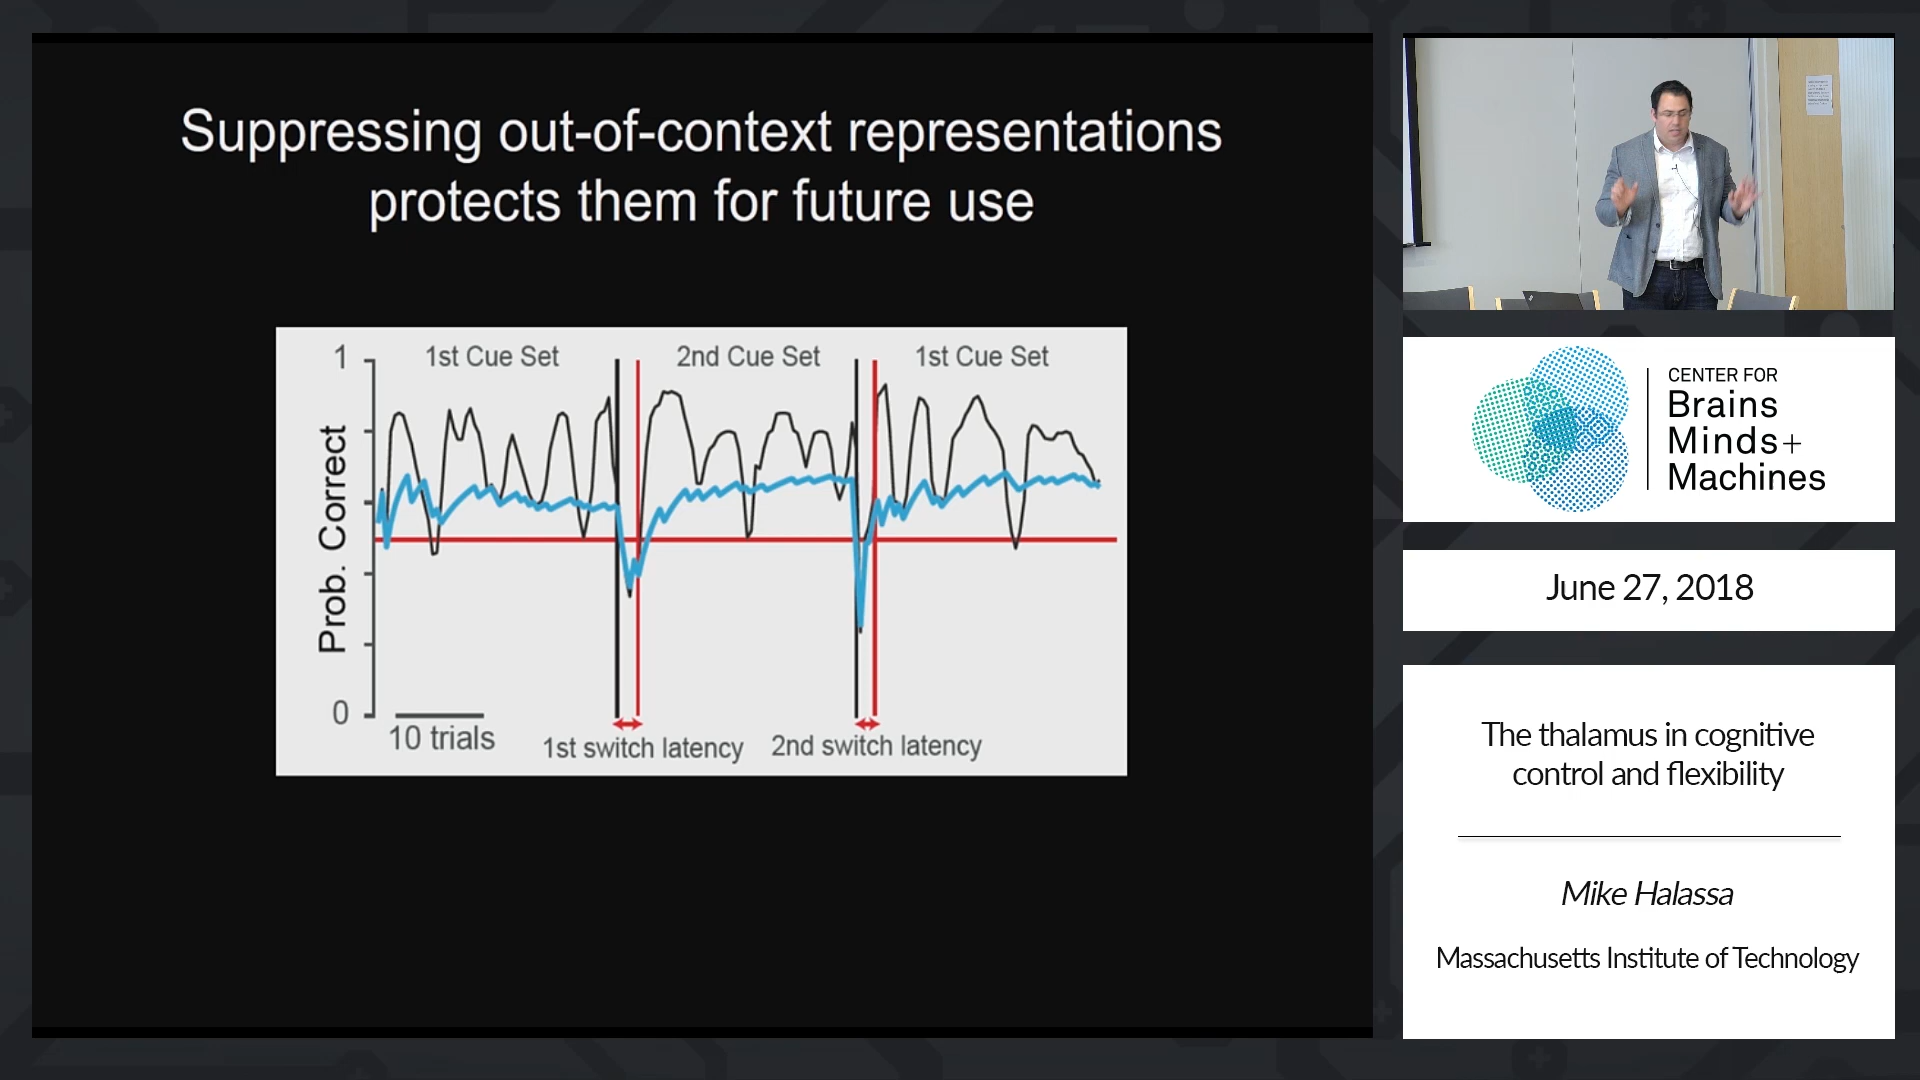 Suppressing out-of-context representations
protects them for future use
1st Cue Set
2nd Cue Set
1st Cue Set
1
Prob. Correct
0
10 trials
1st switch latency
2nd switch latency
CENTER FOR
Brains
Minds+
Machines
June 27, 2018
The thalamus in cognitive
control and flexibility
Mike Halassa
Massachusetts Institute of Technology